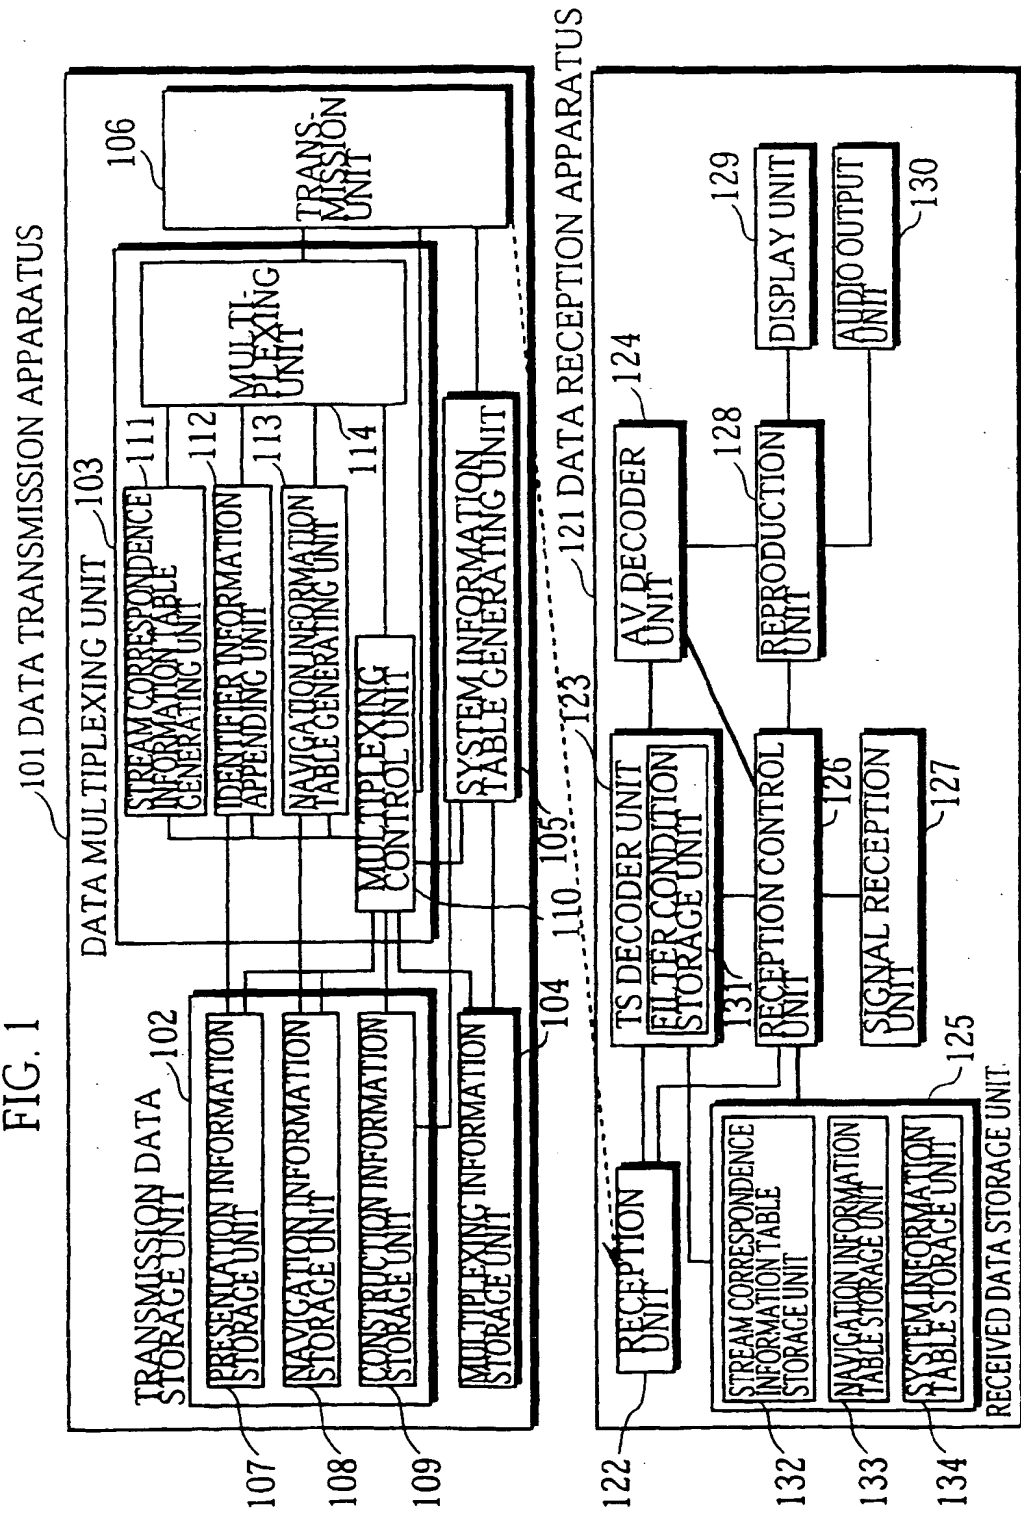 FIG. 1
101 DATA TRANSMISSION APPARATUS
TRANSMISSION DATA
STORAGE UNIT
102
107
PRESENTATION INFORMATION
STORAGE UNIT
108
NAVIGATION INFORMATION
STORAGE UNIT
109
CONSTRUCTION INFORMATION
STORAGE UNIT
MULTIPLEXING INFORMATION
STORAGE UNIT
104
DATA MULTIPLEXING UNIT
103
STREAM CORRESPONDENCE
INFORMATION TABLE
GENERATING UNIT
111
IDENTIFIER INFORMATION
APPENDING UNIT
112
NAVIGATION INFORMATION
TABLE GENERATING UNIT
113
MULTIPLEXING
CONTROL UNIT
110
MULTI-
PLEXING
UNIT
114
SYSTEM INFORMATION
TABLE GENERATING UNIT
105
106
TRANS-
MISSION
UNIT
121 DATA RECEPTION APPARATUS
122
RECEPTION
UNIT
123
TS DECODER UNIT
FILTER CONDITION
STORAGE UNIT
131
124
AV DECODER
UNIT
RECEPTION CONTROL
UNIT
126
128
REPRODUCTION
UNIT
129
DISPLAY UNIT
AUDIO OUTPUT
UNIT
130
SIGNAL RECEPTION
UNIT
127
125
132
STREAM CORRESPONDENCE
INFORMATION TABLE
STORAGE UNIT
133
NAVIGATION INFORMATION
TABLE STORAGE UNIT
134
SYSTEM INFORMATION
TABLE STORAGE UNIT
RECEIVED DATA STORAGE UNIT